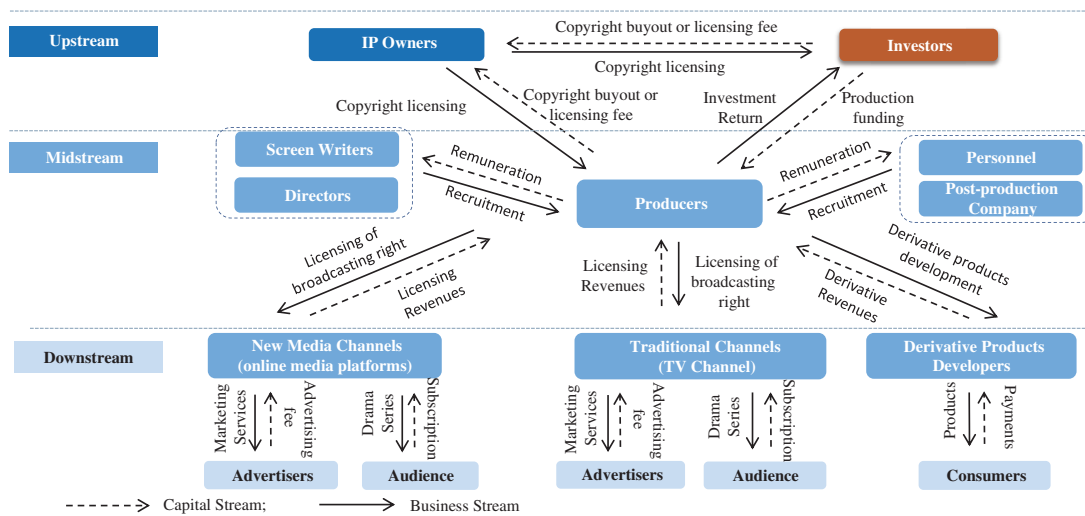 Upstream
IP Owners
Copyright buyout or licensing fee
Copyright licensing
Investors
Copyright licensing
Copyright buyout or
licensing fee
Investment
Return
Production
funding
Midstream
Screen Writers
Directors
Remuneration
Recruitment
Producers
Remuneration
Recruitment
Personnel
Post-production
Company
Licensing of
broadcasting right
Licensing
Revenues
Licensing
Revenues
Licensing of
broadcasting
right
Derivative products
development
Derivative
Revenues
Downstream
New Media Channels
(online media platforms)
Traditional Channels
(TV Channel)
Derivative Products
Developers
Marketing
Services
Advertising
fee
Drama
Series
Subscription
Marketing
Services
Advertising
fee
Drama
Series
Subscription
Products
Payments
Advertisers
Audience
Advertisers
Audience
Consumers
Capital Stream;
Business Stream